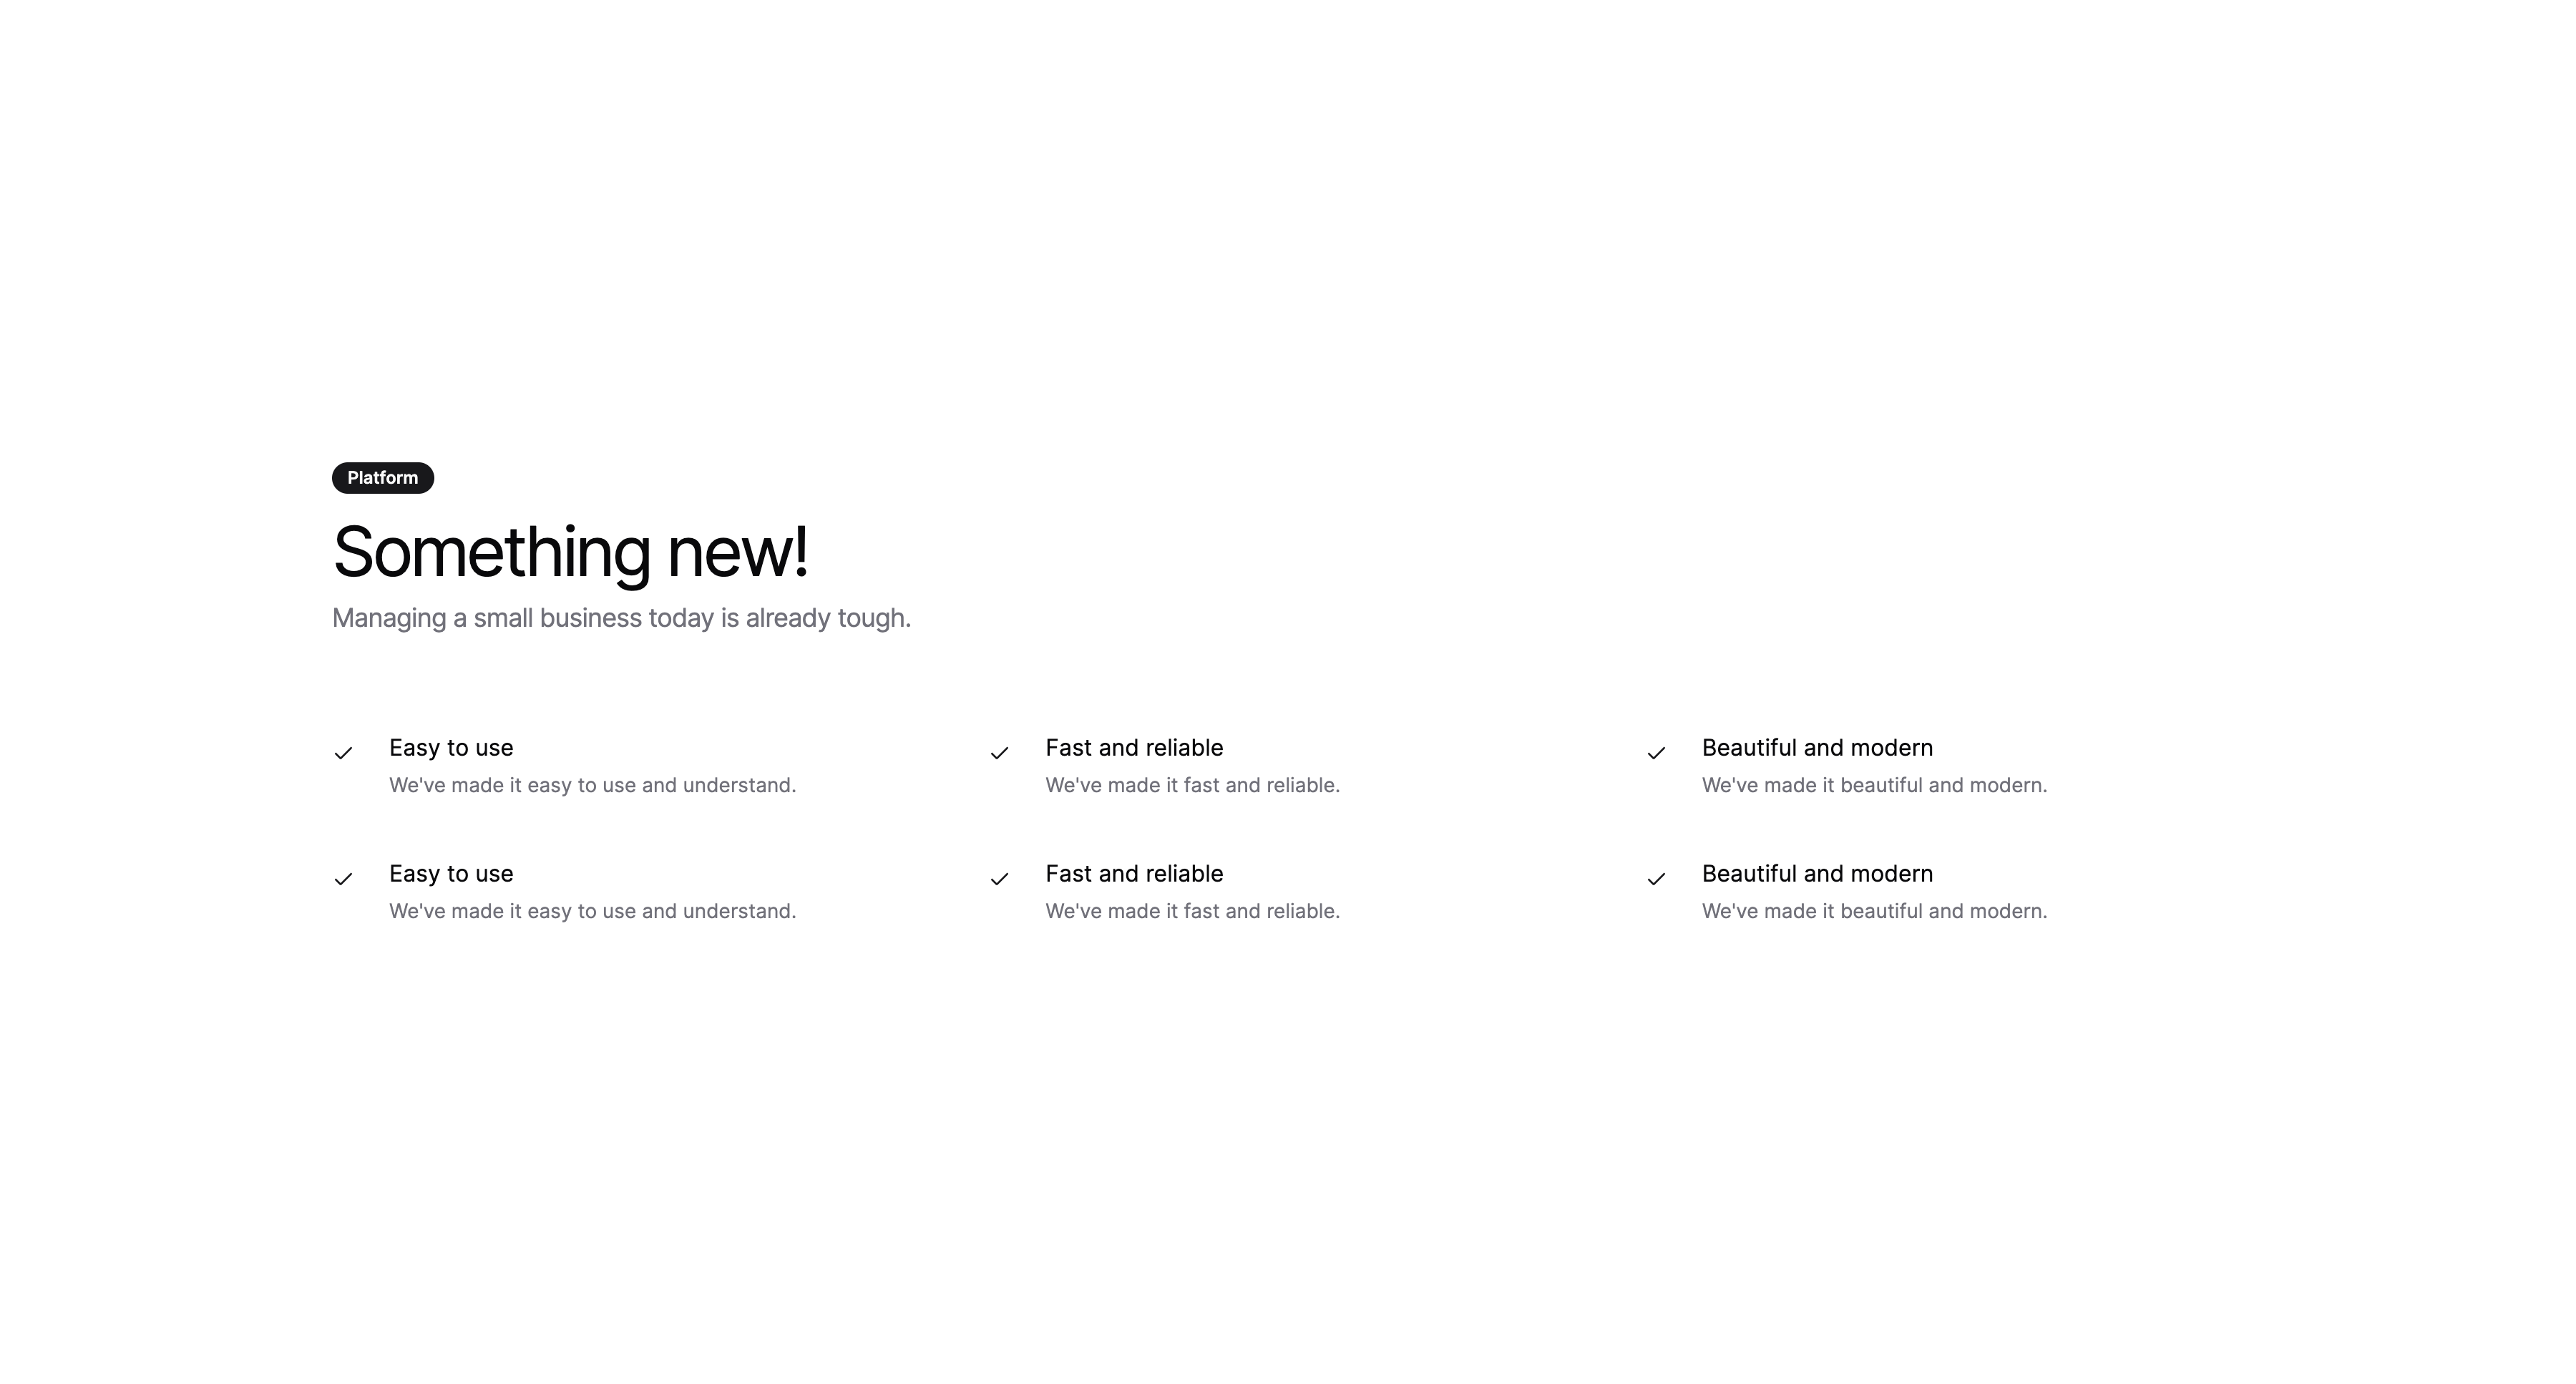 Platform
Something new!
Managing a small business today is already tough.
Easy to use
We've made it easy to use and understand.
Fast and reliable
We've made it fast and reliable.
Beautiful and modern
We've made it beautiful and modern.
Easy to use
We've made it easy to use and understand.
Fast and reliable
We've made it fast and reliable.
Beautiful and modern
We've made it beautiful and modern.